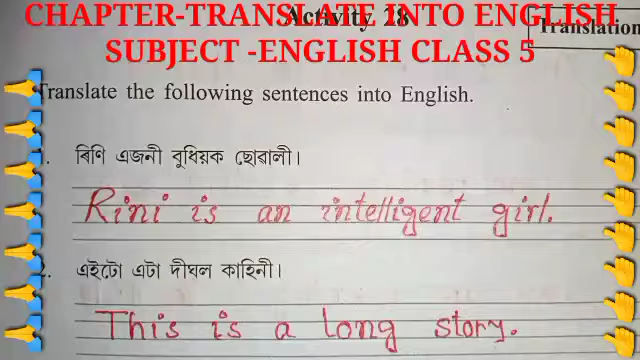 CHAPTER-TRANSLATE INTO ENGLISH
Activity 28
SUBJECT -ENGLISH CLASS 5
Translation
Translate the following sentences into English.
1. ৰিণি এজনী বুধিয়ক ছোৱালী।
Rini is an intelligent girl.
2. এইটো এটা দীঘল কাহিনী।
This is a long story.